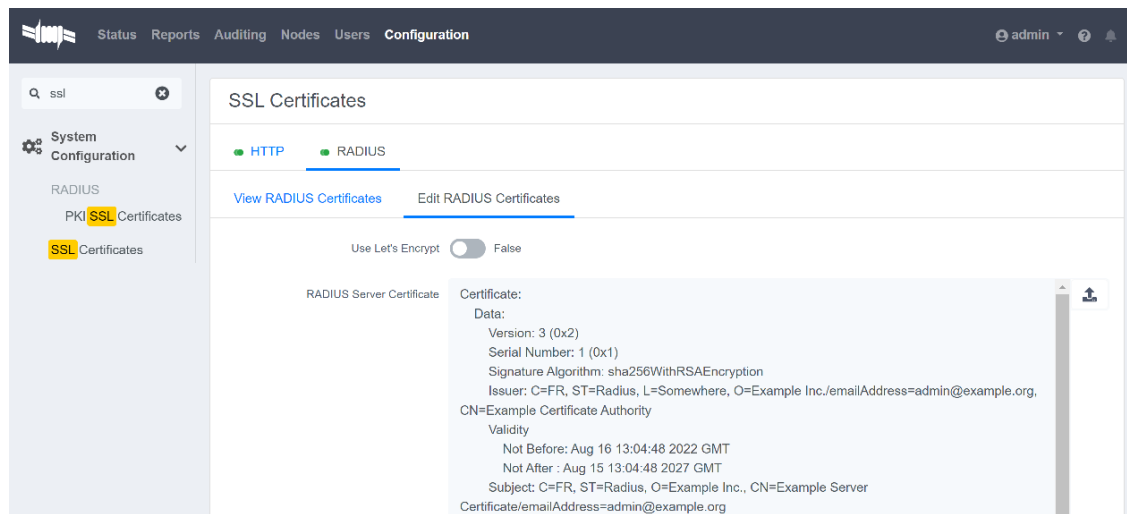 Status Reports Auditing Nodes Users Configuration admin
ssl
System
Configuration
RADIUS
PKI SSL Certificates
SSL Certificates
SSL Certificates
HTTP RADIUS
View RADIUS Certificates Edit RADIUS Certificates
Use Let's Encrypt False
RADIUS Server Certificate
Certificate:
Data:
Version: 3 (0x2)
Serial Number: 1 (0x1)
Signature Algorithm: sha256WithRSAEncryption
Issuer: C=FR, ST=Radius, L=Somewhere, O=Example Inc./emailAddress=admin@example.org,
CN=Example Certificate Authority
Validity
Not Before: Aug 16 13:04:48 2022 GMT
Not After : Aug 15 13:04:48 2027 GMT
Subject: C=FR, ST=Radius, O=Example Inc., CN=Example Server
Certificate/emailAddress=admin@example.org